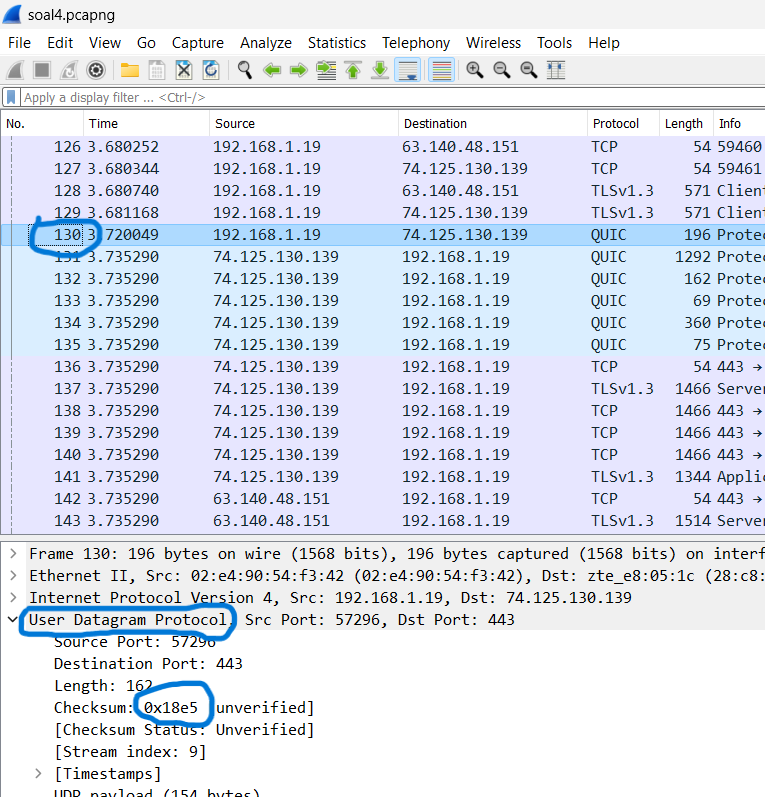 soal4.pcapng
File Edit View Go Capture Analyze Statistics Telephony Wireless Tools Help
Apply a display filter ... <Ctrl-/>
No. Time Source Destination Protocol Length Info
126 3.680252 192.168.1.19 63.140.48.151 TCP 54 59460
127 3.680344 192.168.1.19 74.125.130.139 TCP 54 59461
128 3.680740 192.168.1.19 63.140.48.151 TLSv1.3 571 Client
129 3.681168 192.168.1.19 74.125.130.139 TLSv1.3 571 Client
130 3.720049 192.168.1.19 74.125.130.139 QUIC 196 Protec
131 3.735290 74.125.130.139 192.168.1.19 QUIC 1292 Protec
132 3.735290 74.125.130.139 192.168.1.19 QUIC 162 Protec
133 3.735290 74.125.130.139 192.168.1.19 QUIC 69 Protec
134 3.735290 74.125.130.139 192.168.1.19 QUIC 360 Protec
135 3.735290 74.125.130.139 192.168.1.19 QUIC 75 Protec
136 3.735290 74.125.130.139 192.168.1.19 TCP 54 443 →
137 3.735290 74.125.130.139 192.168.1.19 TLSv1.3 1466 Server
138 3.735290 74.125.130.139 192.168.1.19 TCP 1466 443 →
139 3.735290 74.125.130.139 192.168.1.19 TCP 1466 443 →
140 3.735290 74.125.130.139 192.168.1.19 TCP 1466 443 →
141 3.735290 74.125.130.139 192.168.1.19 TLSv1.3 1344 Applic
142 3.735290 63.140.48.151 192.168.1.19 TCP 54 443 →
143 3.735290 63.140.48.151 192.168.1.19 TLSv1.3 1514 Server
Frame 130: 196 bytes on wire (1568 bits), 196 bytes captured (1568 bits) on interf
Ethernet II, Src: 02:e4:90:54:f3:42 (02:e4:90:54:f3:42), Dst: zte_e8:05:1c (28:c8:
Internet Protocol Version 4, Src: 192.168.1.19, Dst: 74.125.130.139
User Datagram Protocol, Src Port: 57296, Dst Port: 443
Source Port: 57296
Destination Port: 443
Length: 162
Checksum: 0x18e5 [unverified]
[Checksum Status: Unverified]
[Stream index: 9]
[Timestamps]
UDP payload (154 bytes)